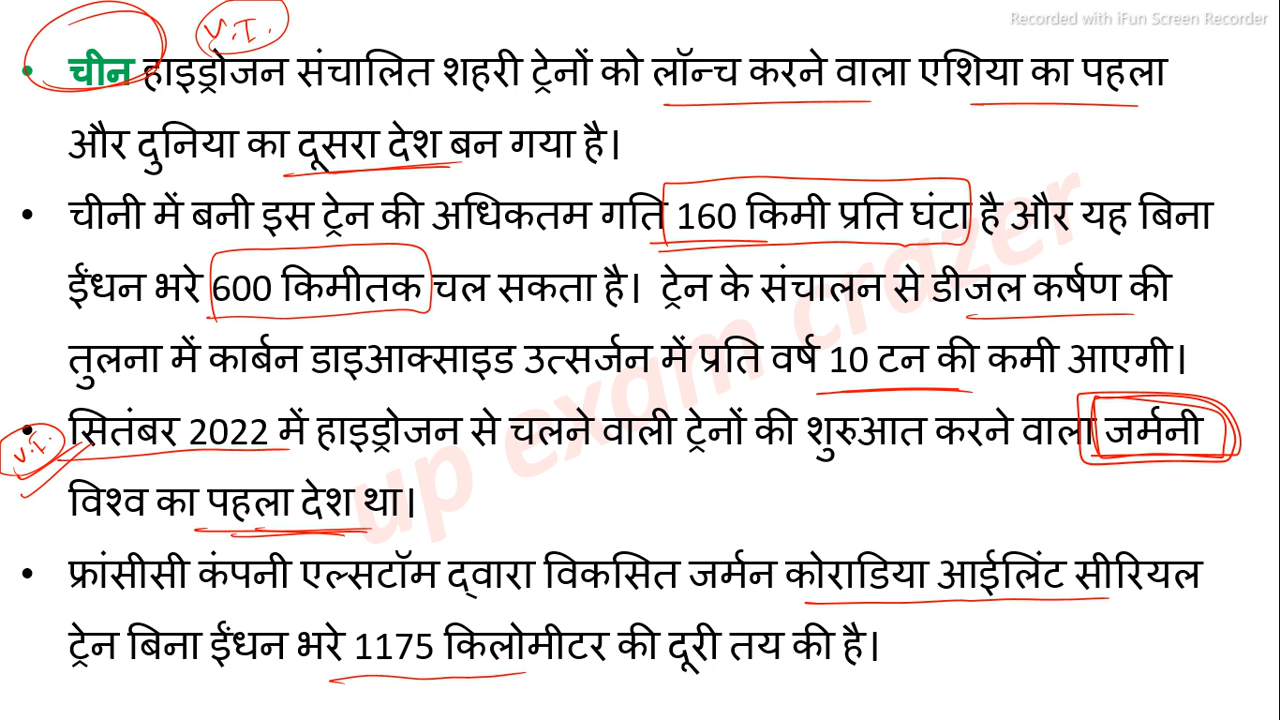 Recorded with iFun Screen Recorder
V.I.
• चीन हाइड्रोजन संचालित शहरी ट्रेनों को लॉन्च करने वाला एशिया का पहला
और दुनिया का दूसरा देश बन गया है।
• चीनी में बनी इस ट्रेन की अधिकतम गति 160 किमी प्रति घंटा है और यह बिना
ईंधन भरे 600 किमीतक चल सकता है। ट्रेन के संचालन से डीजल कर्षण की
तुलना में कार्बन डाइआक्साइड उत्सर्जन में प्रति वर्ष 10 टन की कमी आएगी।
• सितंबर 2022 में हाइड्रोजन से चलने वाली ट्रेनों की शुरुआत करने वाला जर्मनी
V.I.
विश्व का पहला देश था।
• फ्रांसीसी कंपनी एल्सटॉम द्वारा विकसित जर्मन कोराडिया आईलिंट सीरियल
ट्रेन बिना ईंधन भरे 1175 किलोमीटर की दूरी तय की है।
up exam crazer